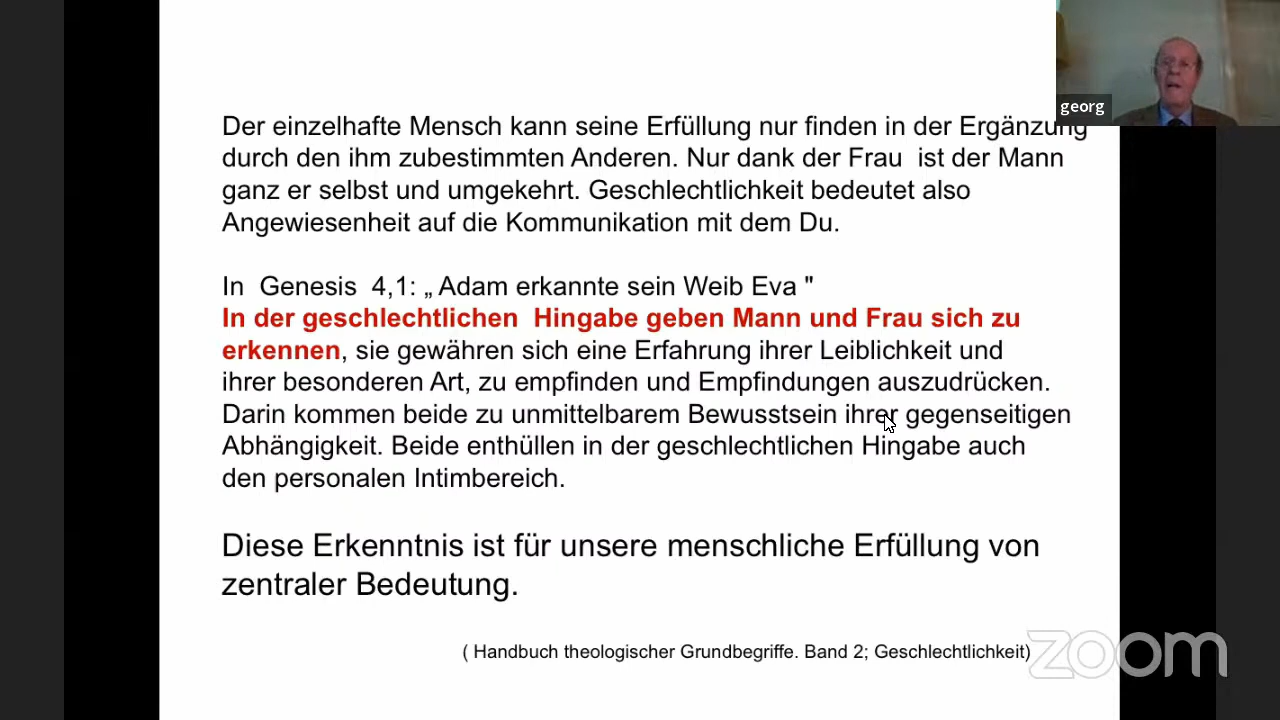 georg
Der einzelhafte Mensch kann seine Erfüllung nur finden in der Ergänzung
durch den ihm zubestimmten Anderen. Nur dank der Frau  ist der Mann
ganz er selbst und umgekehrt. Geschlechtlichkeit bedeutet also
Angewiesenheit auf die Kommunikation mit dem Du.
In  Genesis  4,1: „ Adam erkannte sein Weib Eva "
In der geschlechtlichen  Hingabe geben Mann und Frau sich zu
erkennen, sie gewähren sich eine Erfahrung ihrer Leiblichkeit und
ihrer besonderen Art, zu empfinden und Empfindungen auszudrücken.
Darin kommen beide zu unmittelbarem Bewusstsein ihrer gegenseitigen
Abhängigkeit. Beide enthüllen in der geschlechtlichen Hingabe auch
den personalen Intimbereich.
Diese Erkenntnis ist für unsere menschliche Erfüllung von
zentraler Bedeutung.
( Handbuch theologischer Grundbegriffe. Band 2; Geschlechtlichkeit)
zoom